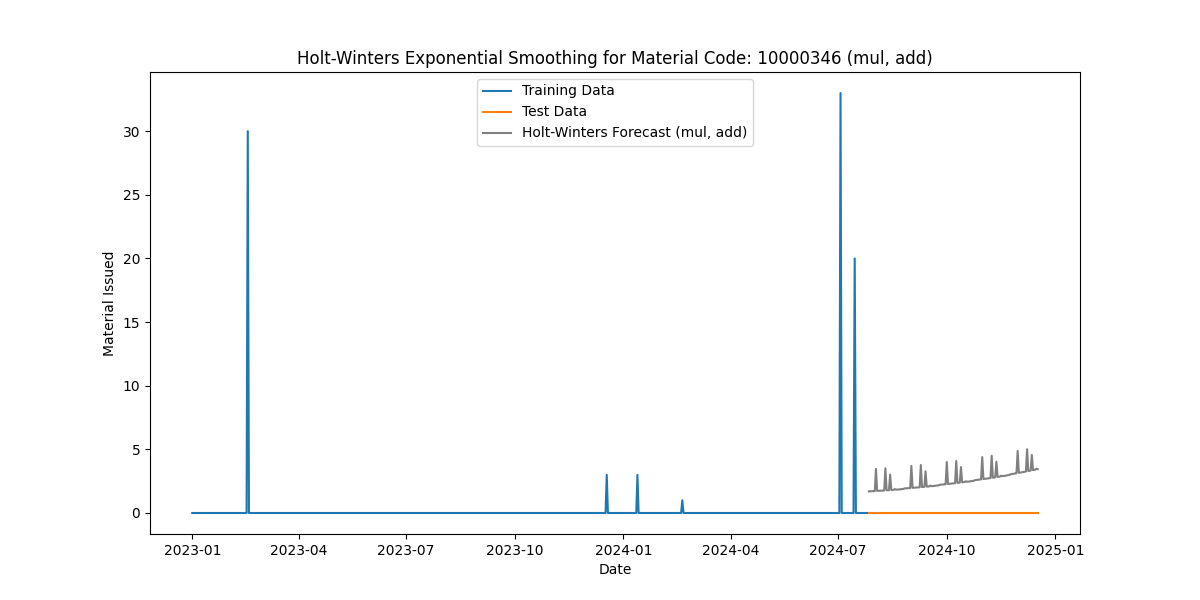 Holt-Winters Exponential Smoothing for Material Code: 10000346 (mul, add)
Training Data
Test Data
Holt-Winters Forecast (mul, add)
Material Issued
30
25
20
15
10
5
0
2023-01 2023-04 2023-07 2023-10 2024-01 2024-04 2024-07 2024-10 2025-01
Date